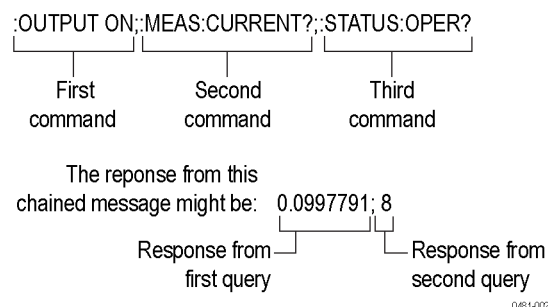 :OUTPUT ON;:MEAS:CURRENT?;:STATUS:OPER?
First command
Second command
Third command
The reponse from this chained message might be: 0.0997791; 8
Response from first query
Response from second query
0481-002